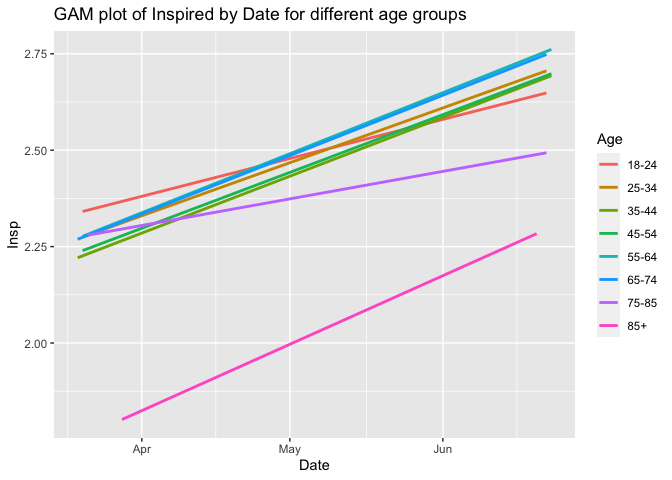 GAM plot of Inspired by Date for different age groups
2.75
2.50
2.25
2.00
Insp
Apr
May
Jun
Date
Age
18-24
25-34
35-44
45-54
55-64
65-74
75-85
85+